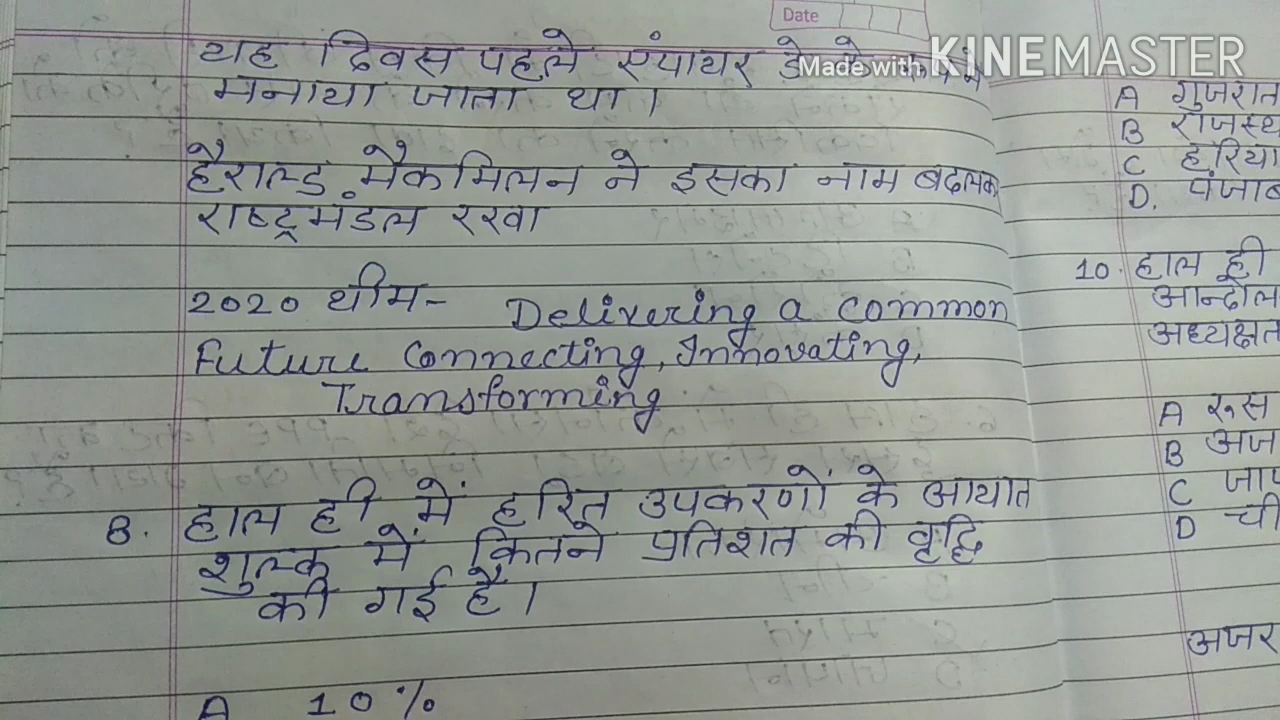 Date
यह दिवस पहले एंपायर डे के
Made with KINEMASTER
मनाया जाता था।
हैराल्ड मैकमिलन ने इसका नाम बदलकर
राष्ट्रमंडल रखा
2020 थीम- Delivering a common
Future Connecting, Innovating,
Transforming
8. हाल ही में हरित उपकरणों के आयात
शुल्क में कितने प्रतिशत की वृद्धि
की गई है।
A 10%
A गुजरात
B राजस्थ
C हरिया
D. पंजाब
10. हाल ही
आन्दोल
अध्यक्षत
A रूस
B अज
C जाप
D ची
अजर